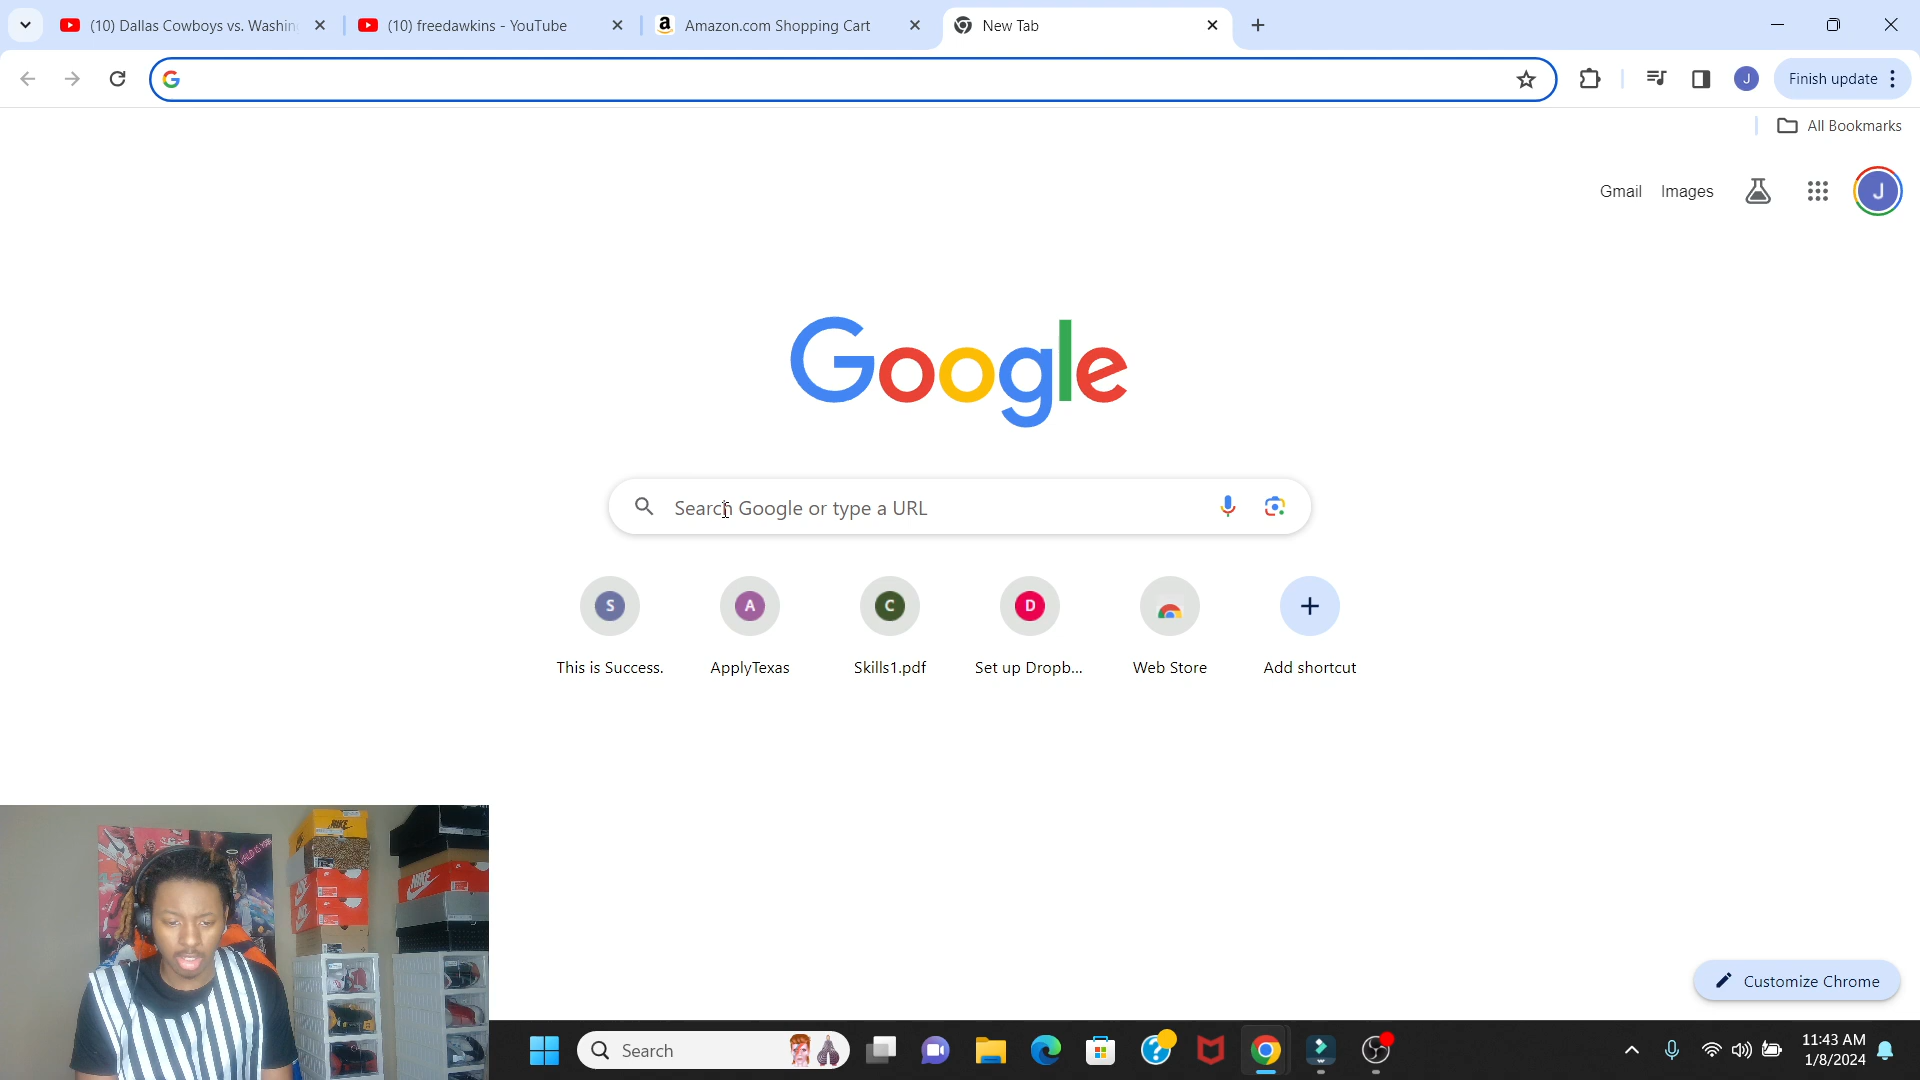 (10) Dallas Cowboys vs. Washin
(10) freedawkins - YouTube
Amazon.com Shopping Cart
New Tab
Finish update
J
All Bookmarks
Gmail
Images
J
Google
Search Google or type a URL
S
A
C
D
This is Success.
ApplyTexas
Skills1.pdf
Set up Dropb...
Web Store
Add shortcut
NIKE
NIKE
Customize Chrome
Search
11:43 AM
1/8/2024